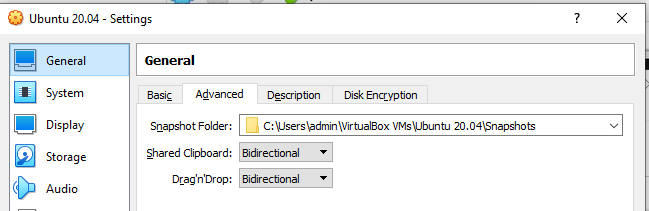 Ubuntu 20.04 - Settings
General
General
Basic Advanced Description Disk Encryption
System
Snapshot Folder: C:\Users\admin\VirtualBox VMs\Ubuntu 20.04\Snapshots
Display
Shared Clipboard: Bidirectional
Storage
Drag'n'Drop: Bidirectional
Audio